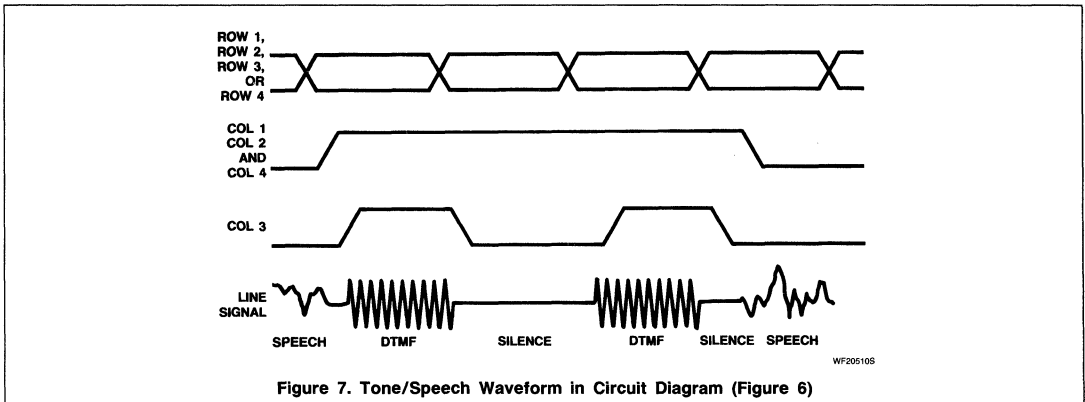 ROW 1,
ROW 2,
ROW 3,
OR
ROW 4
COL 1
COL 2
AND
COL 4
COL 3
LINE
SIGNAL
SPEECH DTMF SILENCE DTMF SILENCE SPEECH
WF20510S
Figure 7. Tone/Speech Waveform in Circuit Diagram (Figure 6)